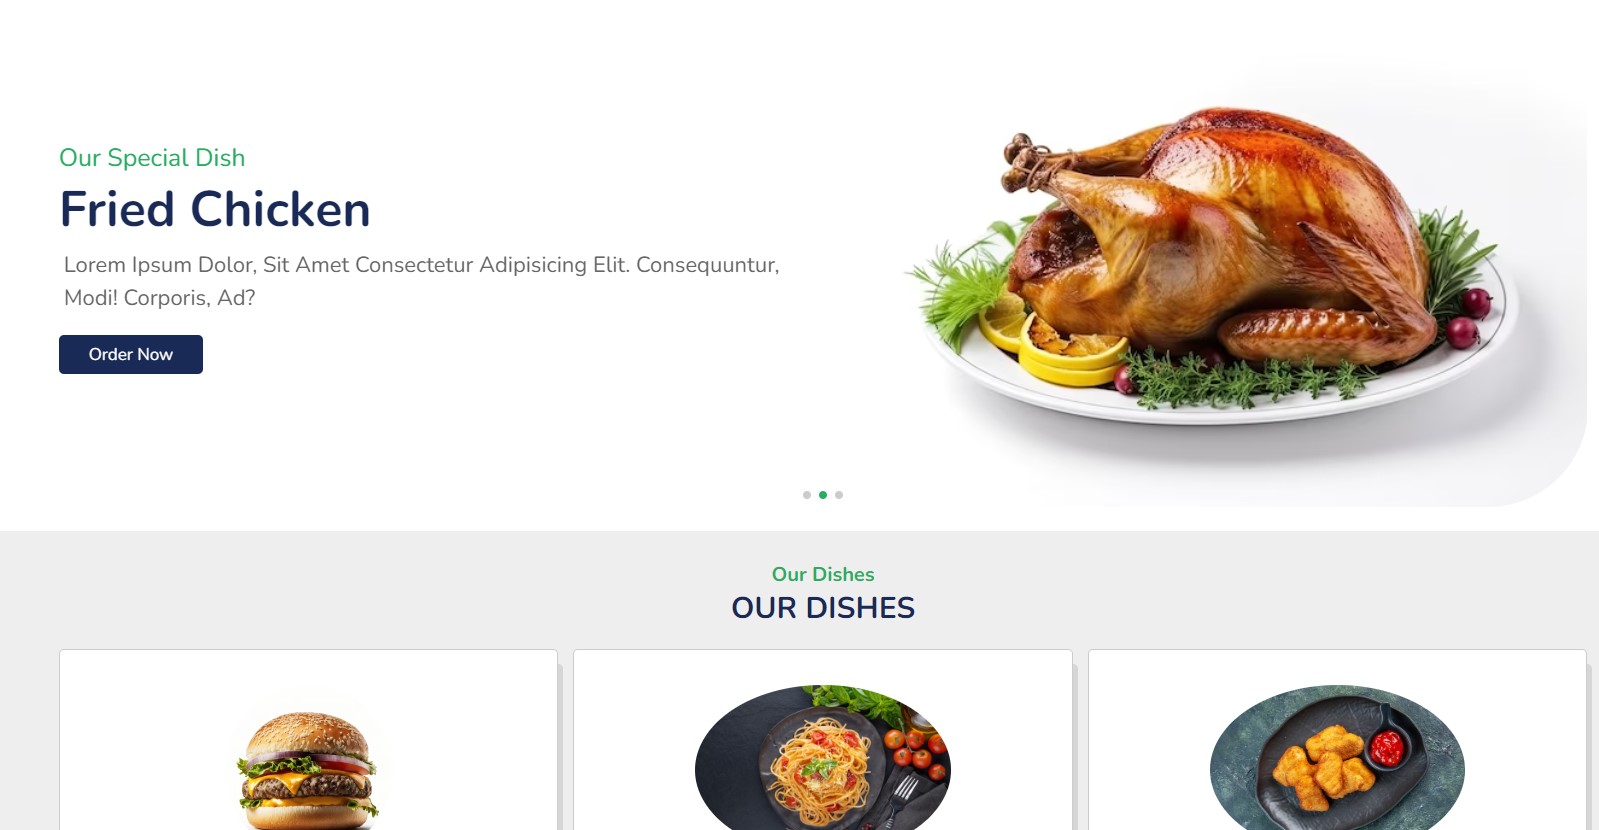 Our Special Dish
Fried Chicken
Lorem Ipsum Dolor, Sit Amet Consectetur Adipisicing Elit. Consequuntur,
Modi! Corporis, Ad?
Order Now
Our Dishes
OUR DISHES